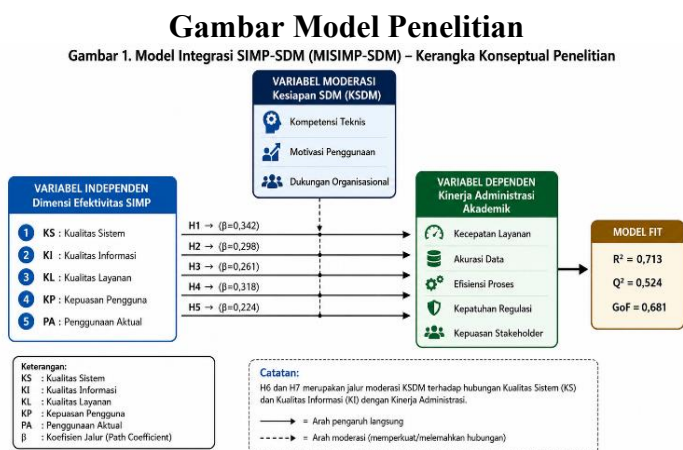 Gambar Model Penelitian
Gambar 1. Model Integrasi SIMP-SDM (MISIMP-SDM) – Kerangka Konseptual Penelitian
VARIABEL MODERASI
Kesiapan SDM (KSDM)
Kompetensi Teknis
Motivasi Penggunaan
Dukungan Organisasional
VARIABEL INDEPENDEN
Dimensi Efektivitas SIMP
1 KS : Kualitas Sistem
2 KI : Kualitas Informasi
3 KL : Kualitas Layanan
4 KP : Kepuasan Pengguna
5 PA : Penggunaan Aktual
H1 → (β=0,342)
H2 → (β=0,298)
H3 → (β=0,261)
H4 → (β=0,318)
H5 → (β=0,224)
VARIABEL DEPENDEN
Kinerja Administrasi
Akademik
Kecepatan Layanan
Akurasi Data
Efisiensi Proses
Kepatuhan Regulasi
Kepuasan Stakeholder
MODEL FIT
R² = 0,713
Q² = 0,524
GoF = 0,681
Keterangan:
KS : Kualitas Sistem
KI : Kualitas Informasi
KL : Kualitas Layanan
KP : Kepuasan Pengguna
PA : Penggunaan Aktual
β : Koefisien Jalur (Path Coefficient)
Catatan:
H6 dan H7 merupakan jalur moderasi KSDM terhadap hubungan Kualitas Sistem (KS)
dan Kualitas Informasi (KI) dengan Kinerja Administrasi.
= Arah pengaruh langsung
= Arah moderasi (memperkuat/melemahkan hubungan)